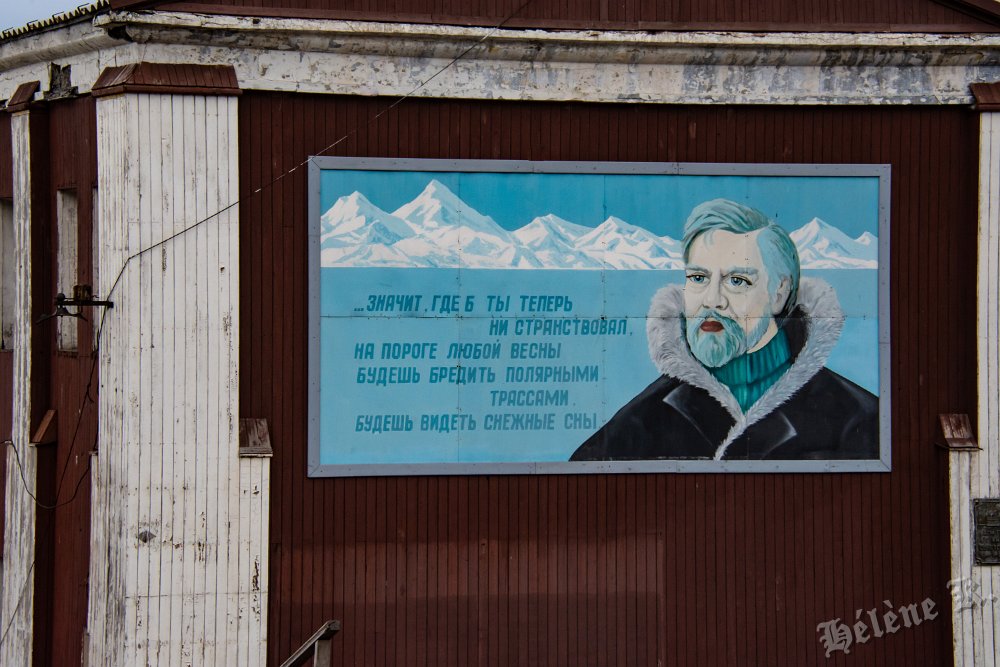 ...ЗНАЧИТ, ГДЕ Б ТЫ ТЕПЕРЬ
НИ СТРАНСТВОВАЛ,
НА ПОРОГЕ ЛЮБОЙ ВЕСНЫ
БУДЕШЬ БРЕДИТЬ ПОЛЯРНЫМИ
ТРАССАМИ,
БУДЕШЬ ВИДЕТЬ СНЕЖНЫЕ СНЫ
Hélène K.